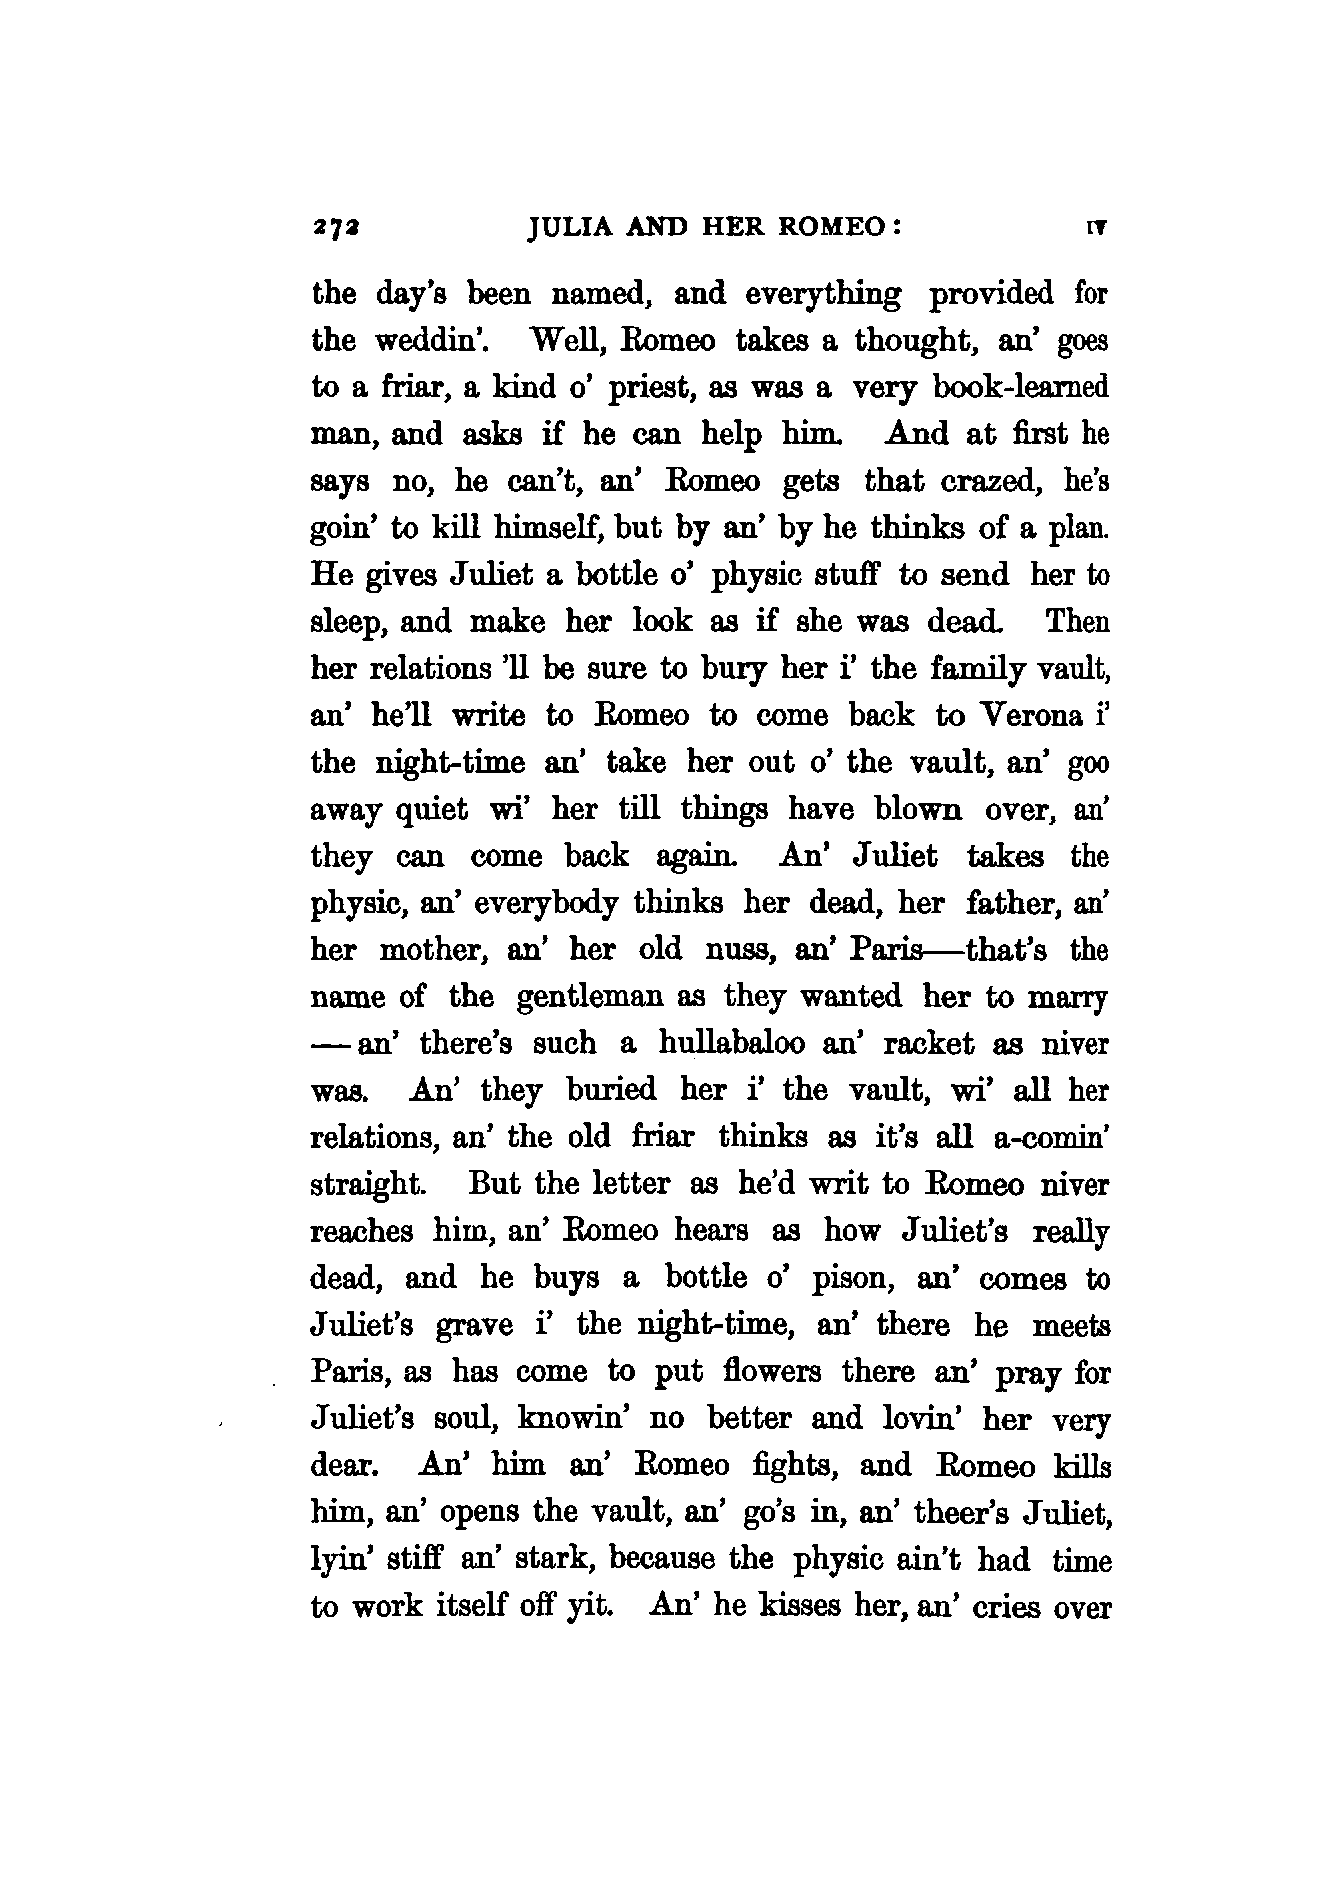 272 JULIA AND HER ROMEO: IV
the day's been named, and everything provided for
the weddin'. Well, Romeo takes a thought, an' goes
to a friar, a kind o' priest, as was a very book-learned
man, and asks if he can help him. And at first he
says no, he can't, an' Romeo gets that crazed, he's
goin' to kill himself, but by an' by he thinks of a plan.
He gives Juliet a bottle o' physic stuff to send her to
sleep, and make her look as if she was dead. Then
her relations 'll be sure to bury her i' the family vault,
an' he'll write to Romeo to come back to Verona i'
the night-time an' take her out o' the vault, an' goo
away quiet wi' her till things have blown over, an'
they can come back again. An' Juliet takes the
physic, an' everybody thinks her dead, her father, an'
her mother, an' her old nuss, an' Paris—that's the
name of the gentleman as they wanted her to marry
—an' there's such a hullabaloo an' racket as niver
was. An' they buried her i' the vault, wi' all her
relations, an' the old friar thinks as it's all a-comin'
straight. But the letter as he'd writ to Romeo niver
reaches him, an' Romeo hears as how Juliet's really
dead, and he buys a bottle o' pison, an' comes to
Juliet's grave i' the night-time, an' there he meets
Paris, as has come to put flowers there an' pray for
Juliet's soul, knowin' no better and lovin' her very
dear. An' him an' Romeo fights, and Romeo kills
him, an' opens the vault, an' go's in, an' theer's Juliet,
lyin' stiff an' stark, because the physic ain't had time
to work itself off yit. An' he kisses her, an' cries over